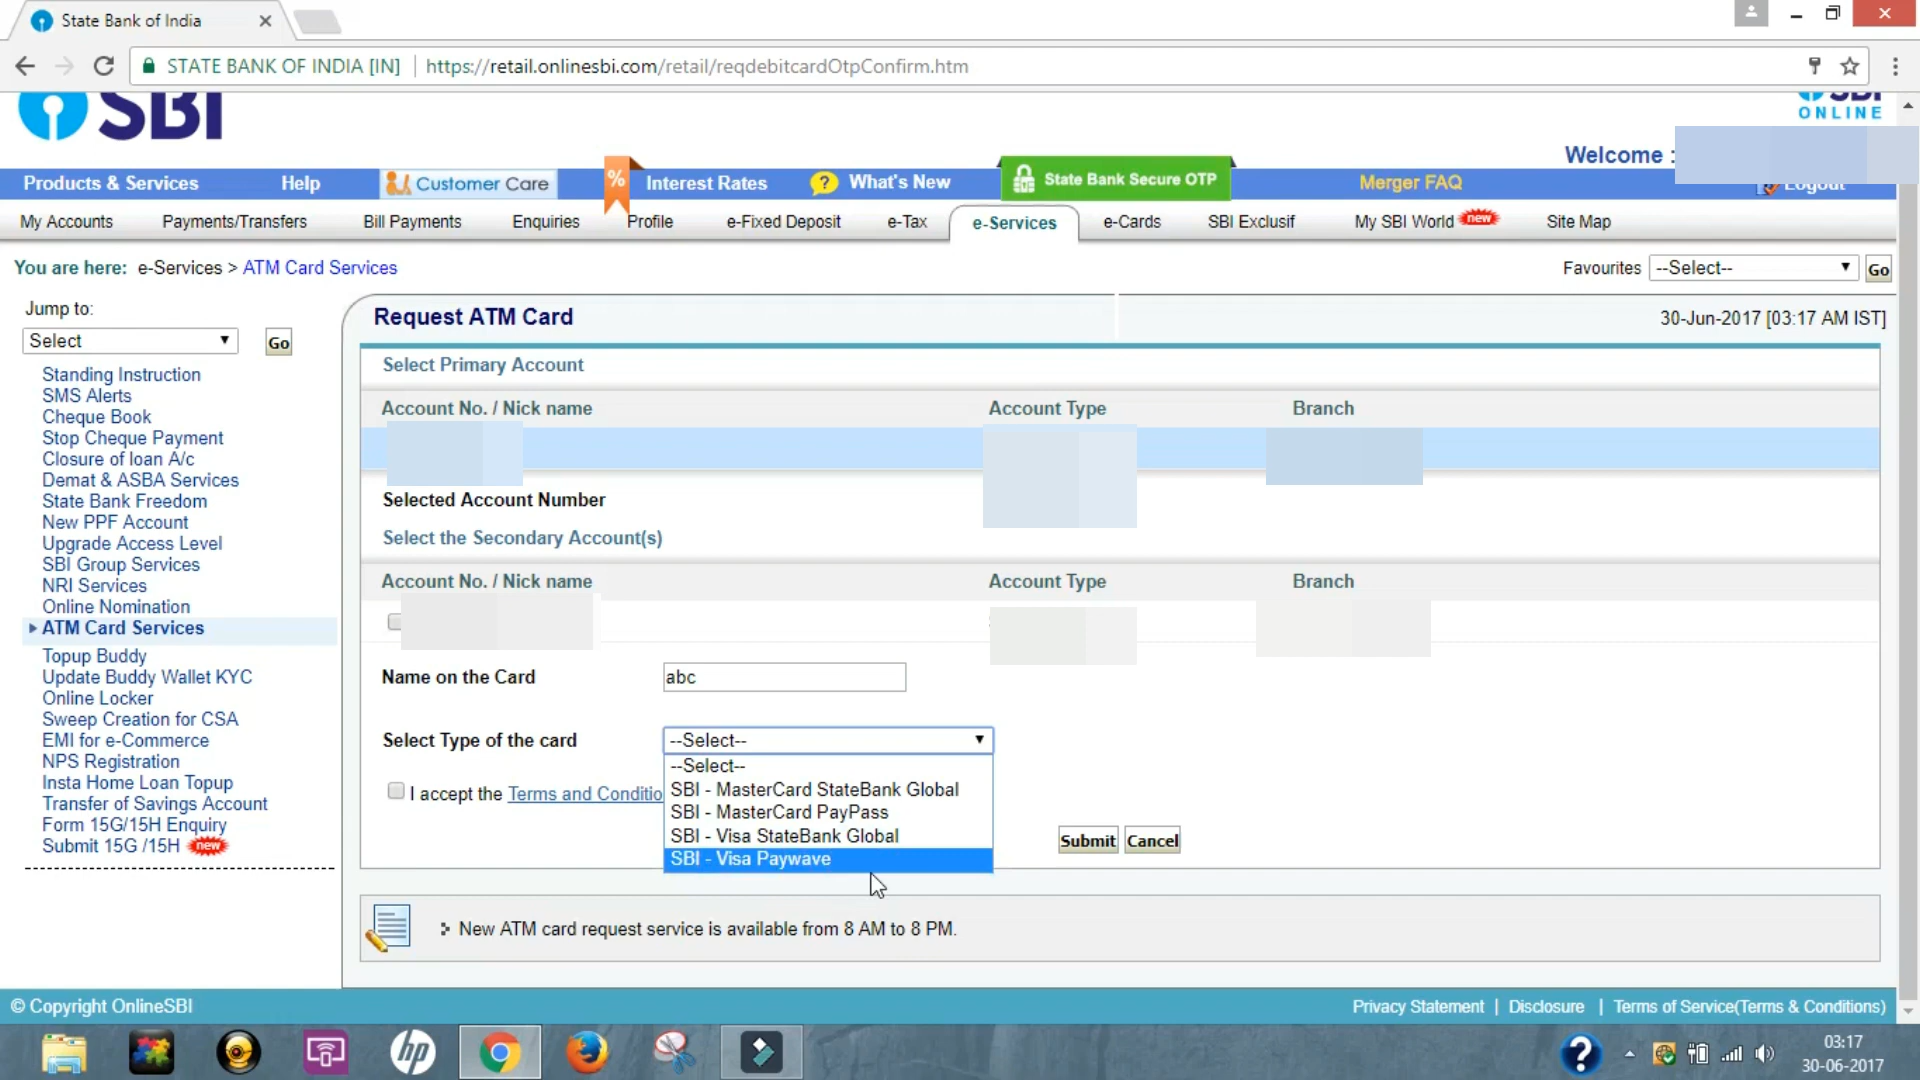 State Bank of India
STATE BANK OF INDIA [IN]
https://retail.onlinesbi.com/retail/reqdebitcardOtpConfirm.htm
SBI
SBI
ONLINE
Welcome :
Products & Services
Help
Customer Care
%
Interest Rates
?
What's New
State Bank Secure OTP
Merger FAQ
Logout
My Accounts
Payments/Transfers
Bill Payments
Enquiries
Profile
e-Fixed Deposit
e-Tax
e-Services
e-Cards
SBI Exclusif
My SBI World new
Site Map
You are here: e-Services > ATM Card Services
Favourites --Select-- Go
Jump to:
Select Go
Standing Instruction
SMS Alerts
Cheque Book
Stop Cheque Payment
Closure of loan A/c
Demat & ASBA Services
State Bank Freedom
New PPF Account
Upgrade Access Level
SBI Group Services
NRI Services
Online Nomination
ATM Card Services
Topup Buddy
Update Buddy Wallet KYC
Online Locker
Sweep Creation for CSA
EMI for e-Commerce
NPS Registration
Insta Home Loan Topup
Transfer of Savings Account
Form 15G/15H Enquiry
Submit 15G /15H new
Request ATM Card
30-Jun-2017 [03:17 AM IST]
Select Primary Account
Account No. / Nick name Account Type Branch
Selected Account Number
Select the Secondary Account(s)
Account No. / Nick name Account Type Branch
Name on the Card abc
Select Type of the card --Select--
--Select--
SBI - MasterCard StateBank Global
SBI - MasterCard PayPass
SBI - Visa StateBank Global
SBI - Visa Paywave
I accept the Terms and Conditio
Submit Cancel
New ATM card request service is available from 8 AM to 8 PM.
© Copyright OnlineSBI
Privacy Statement | Disclosure | Terms of Service(Terms & Conditions)
hp
?
03:17
30-06-2017